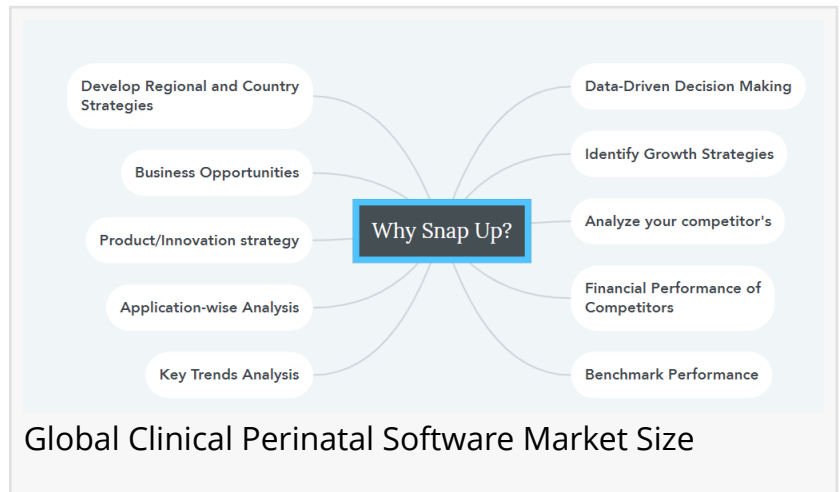 Develop Regional and Country
Strategies
Business Opportunities
Product/Innovation strategy
Application-wise Analysis
Key Trends Analysis
Why Snap Up?
Data-Driven Decision Making
Identify Growth Strategies
Analyze your competitor's
Financial Performance of
Competitors
Benchmark Performance
Global Clinical Perinatal Software Market Size